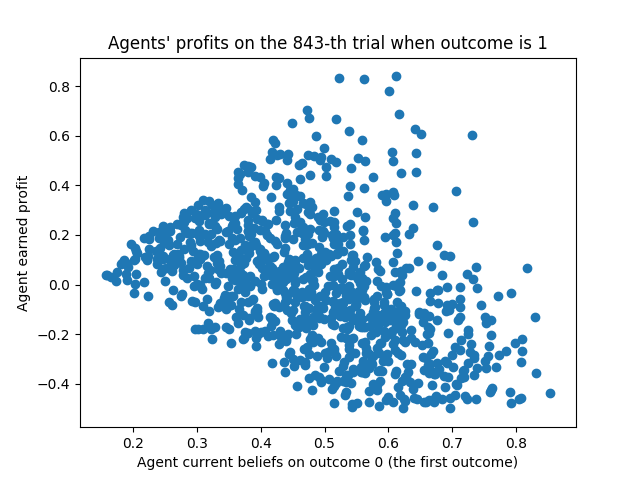 Agents' profits on the 843-th trial when outcome is 1
Agent earned profit
0.8
0.6
0.4
0.2
0.0
−0.2
−0.4
0.2 0.3 0.4 0.5 0.6 0.7 0.8
Agent current beliefs on outcome 0 (the first outcome)